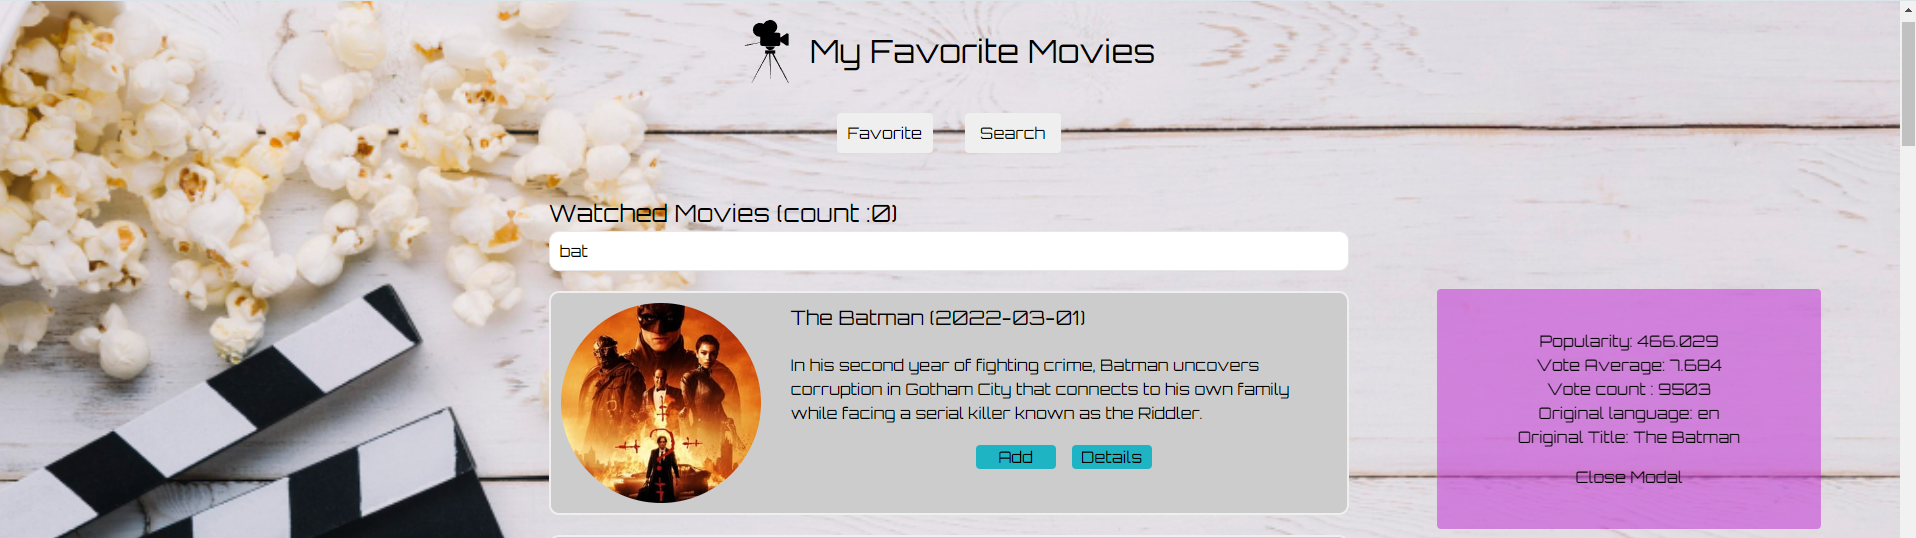 My Favorite Movies
Favorite
Search
Watched Movies (count :0)
bat
The Batman (2022-03-01)
In his second year of fighting crime, Batman uncovers
corruption in Gotham City that connects to his own family
while facing a serial killer known as the Riddler.
Add
Details
Popularity: 466.029
Vote Average: 7.684
Vote count : 9503
Original language: en
Original Title: The Batman
Close Modal